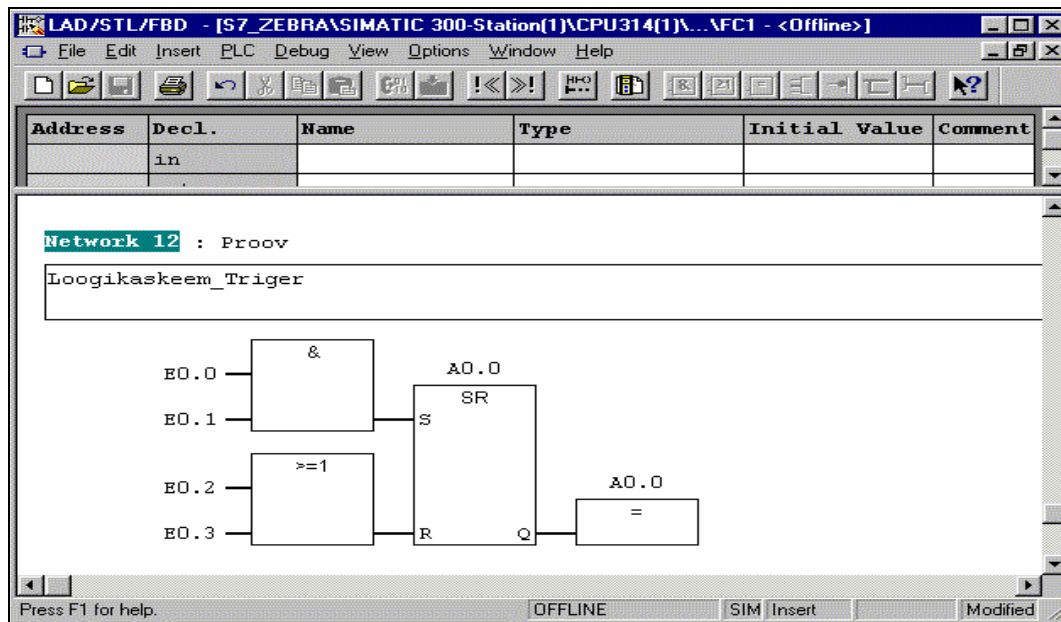 LAD/STL/FBD - [S7_ZEBRA\SIMATIC 300-Station(1)\CPU314(1)\...\FC1 - <Offline>]
File Edit Insert PLC Debug View Options Window Help
Address Decl. Name Type Initial Value Comment
in
Network 12 : Proov
Loogikaskeem_Triger
&
E0.0
E0.1
A0.0
SR
S
>=1
E0.2
E0.3
R
Q
A0.0
=
Press F1 for help. OFFLINE SIM Insert Modified